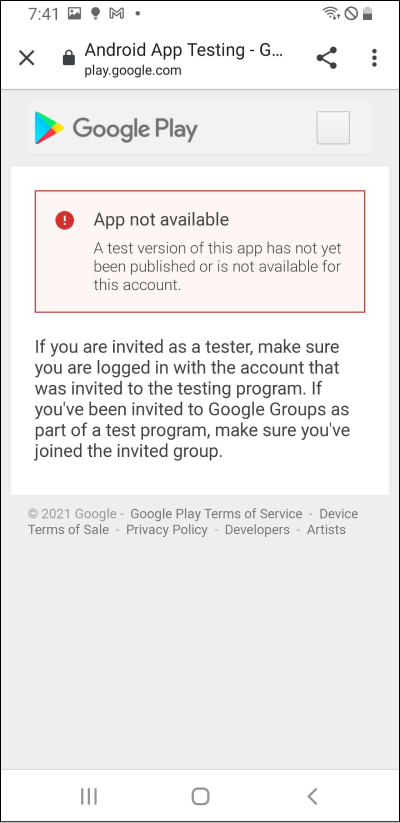 7:41
Android App Testing - G...
play.google.com
Google Play
App not available
A test version of this app has not yet
been published or is not available for
this account.
If you are invited as a tester, make sure
you are logged in with the account that
was invited to the testing program. If
you've been invited to Google Groups as
part of a test program, make sure you've
joined the invited group.
© 2021 Google - Google Play Terms of Service - Device
Terms of Sale - Privacy Policy - Developers - Artists